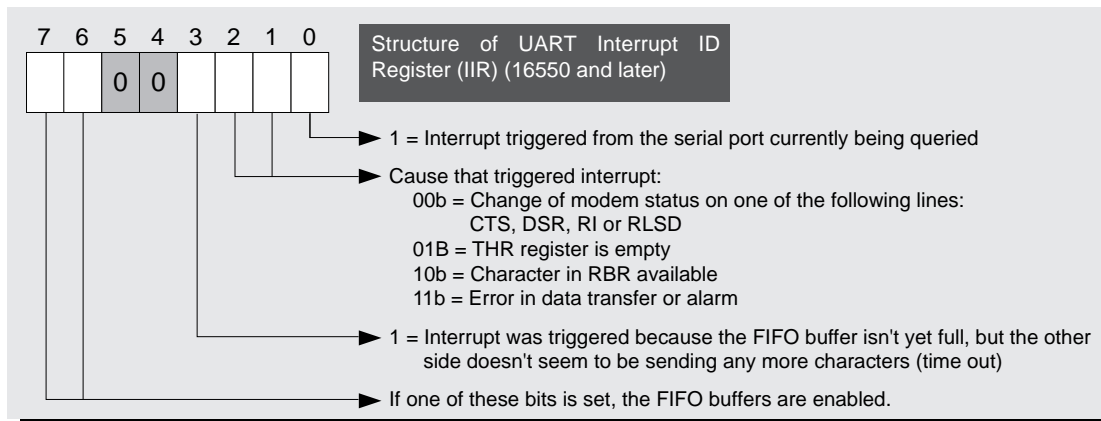 7 6 5 4 3 2 1 0
0 0
Structure of UART Interrupt ID
Register (IIR) (16550 and later)
1 = Interrupt triggered from the serial port currently being queried
Cause that triggered interrupt:
00b = Change of modem status on one of the following lines:
CTS, DSR, RI or RLSD
01B = THR register is empty
10b = Character in RBR available
11b = Error in data transfer or alarm
1 = Interrupt was triggered because the FIFO buffer isn't yet full, but the other
side doesn't seem to be sending any more characters (time out)
If one of these bits is set, the FIFO buffers are enabled.